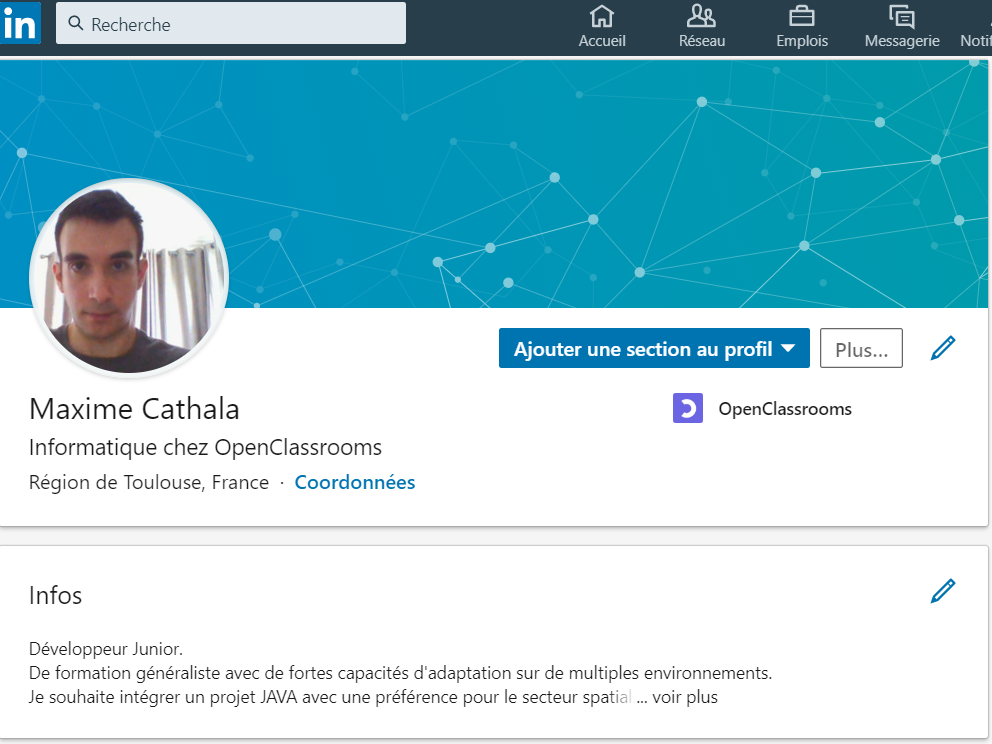 in
Recherche
Accueil
Réseau
Emplois
Messagerie
Ajouter une section au profil
Plus...
Maxime Cathala
OpenClassrooms
Informatique chez OpenClassrooms
Région de Toulouse, France · Coordonnées
Infos
Développeur Junior.
De formation généraliste avec de fortes capacités d'adaptation sur de multiples environnements.
Je souhaite intégrer un projet JAVA avec une préférence pour le secteur spatial ... voir plus